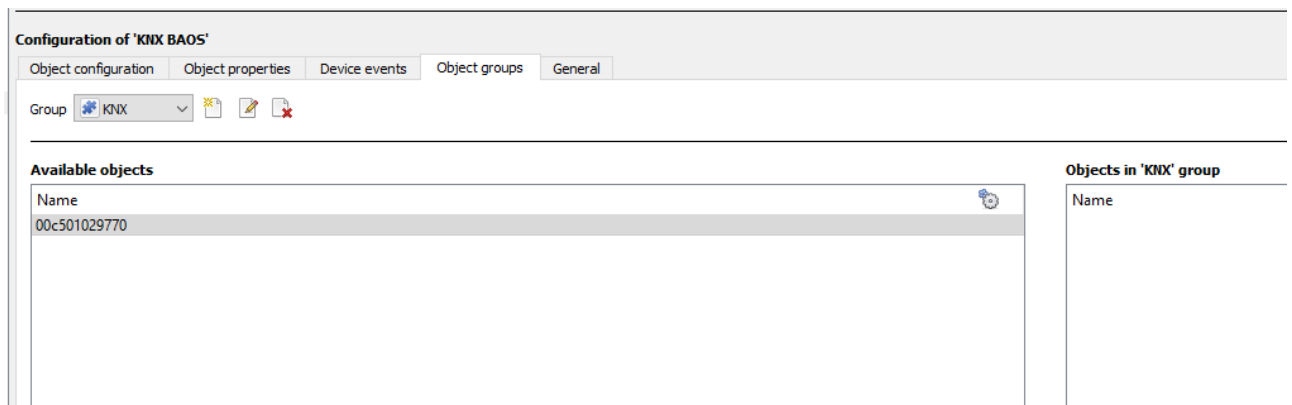 Configuration of 'KNX BAOS'
Object configuration Object properties Device events Object groups General
Group KNX
Available objects Objects in 'KNX' group
Name Name
00c501029770